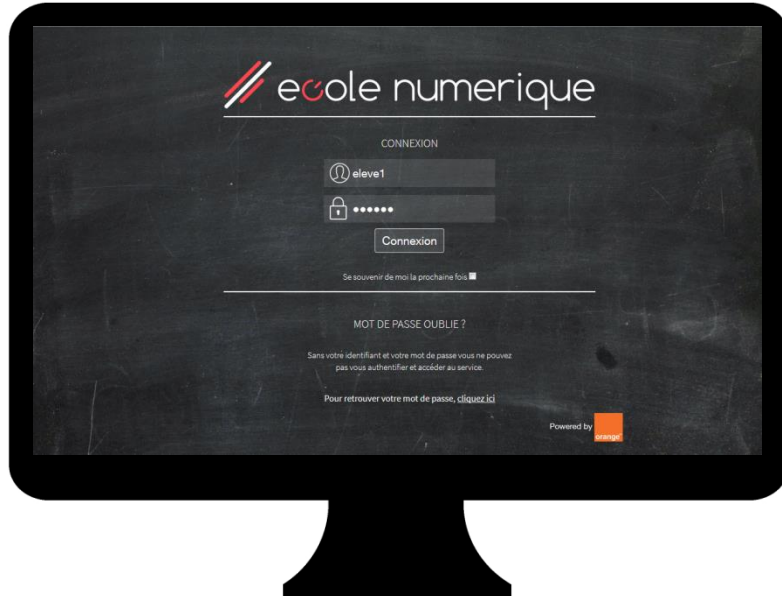 ecole numerique
CONNEXION
eleve1
••••••
Connexion
Se souvenir de moi la prochaine fois
MOT DE PASSE OUBLIE ?
Sans votre identifiant et votre mot de passe vous ne pouvez
pas vous authentifier et accéder au service.
Pour retrouver votre mot de passe, cliquez ici
Powered by
orange